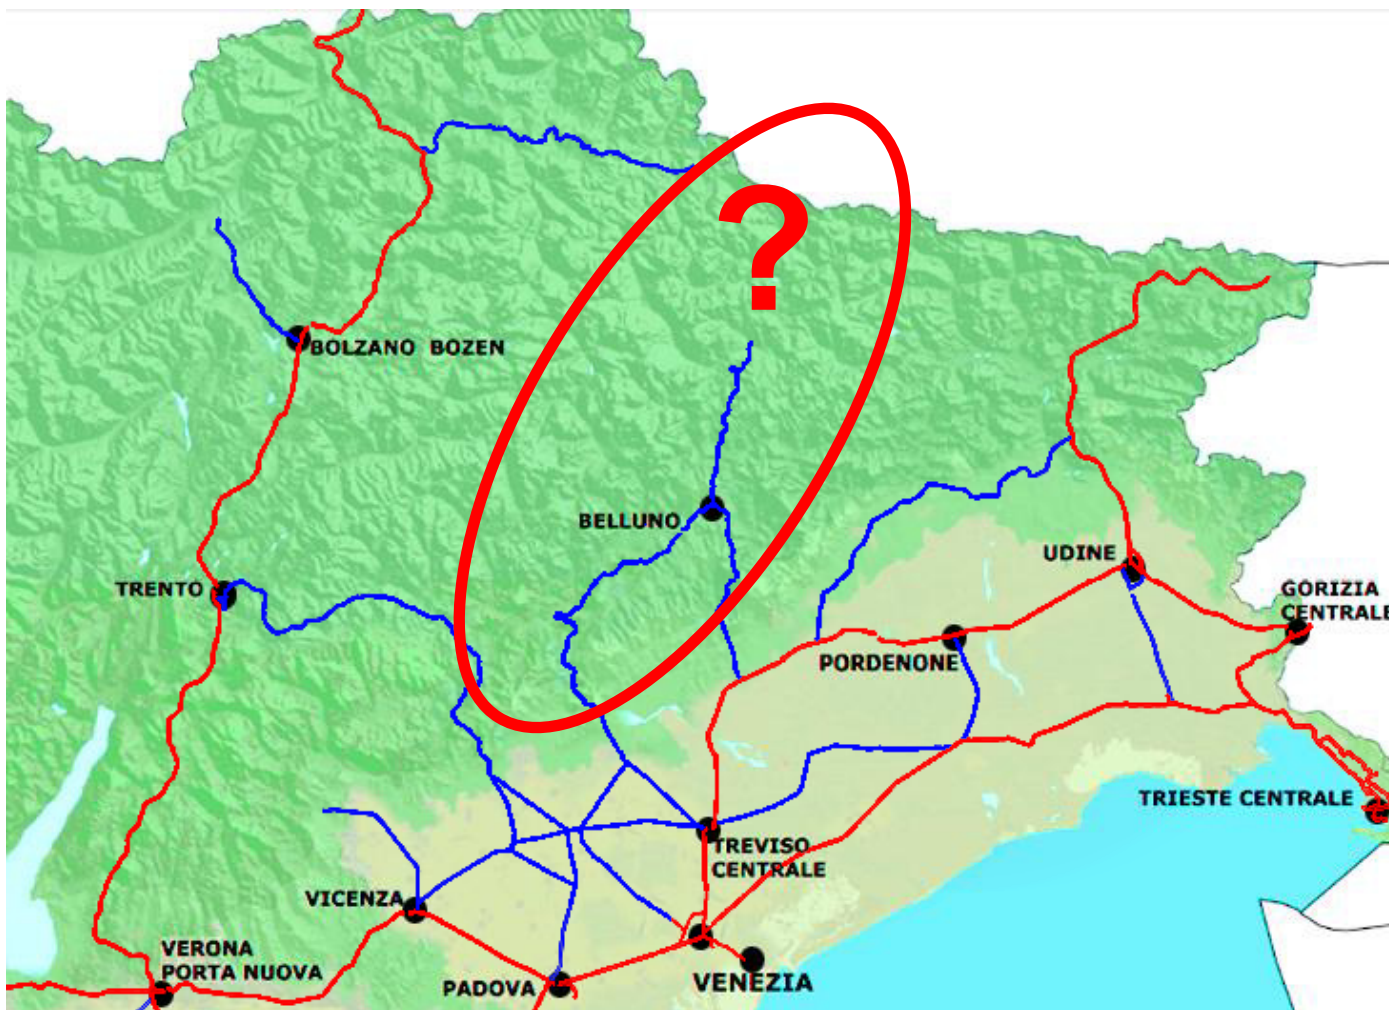 ?
BOLZANO BOZEN
BELLUNO
TRENTO
UDINE
GORIZIA
CENTRALE
PORDENONE
TRIESTE CENTRALE
TREVISO
CENTRALE
VICENZA
VERONA
PORTA NUOVA
PADOVA
VENEZIA